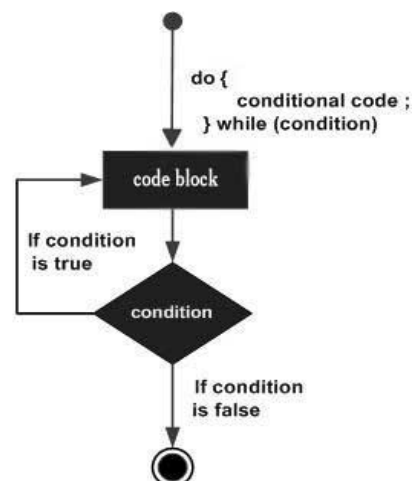 do {
conditional code ;
} while (condition)
code block
If condition
is true
condition
If condition
is false